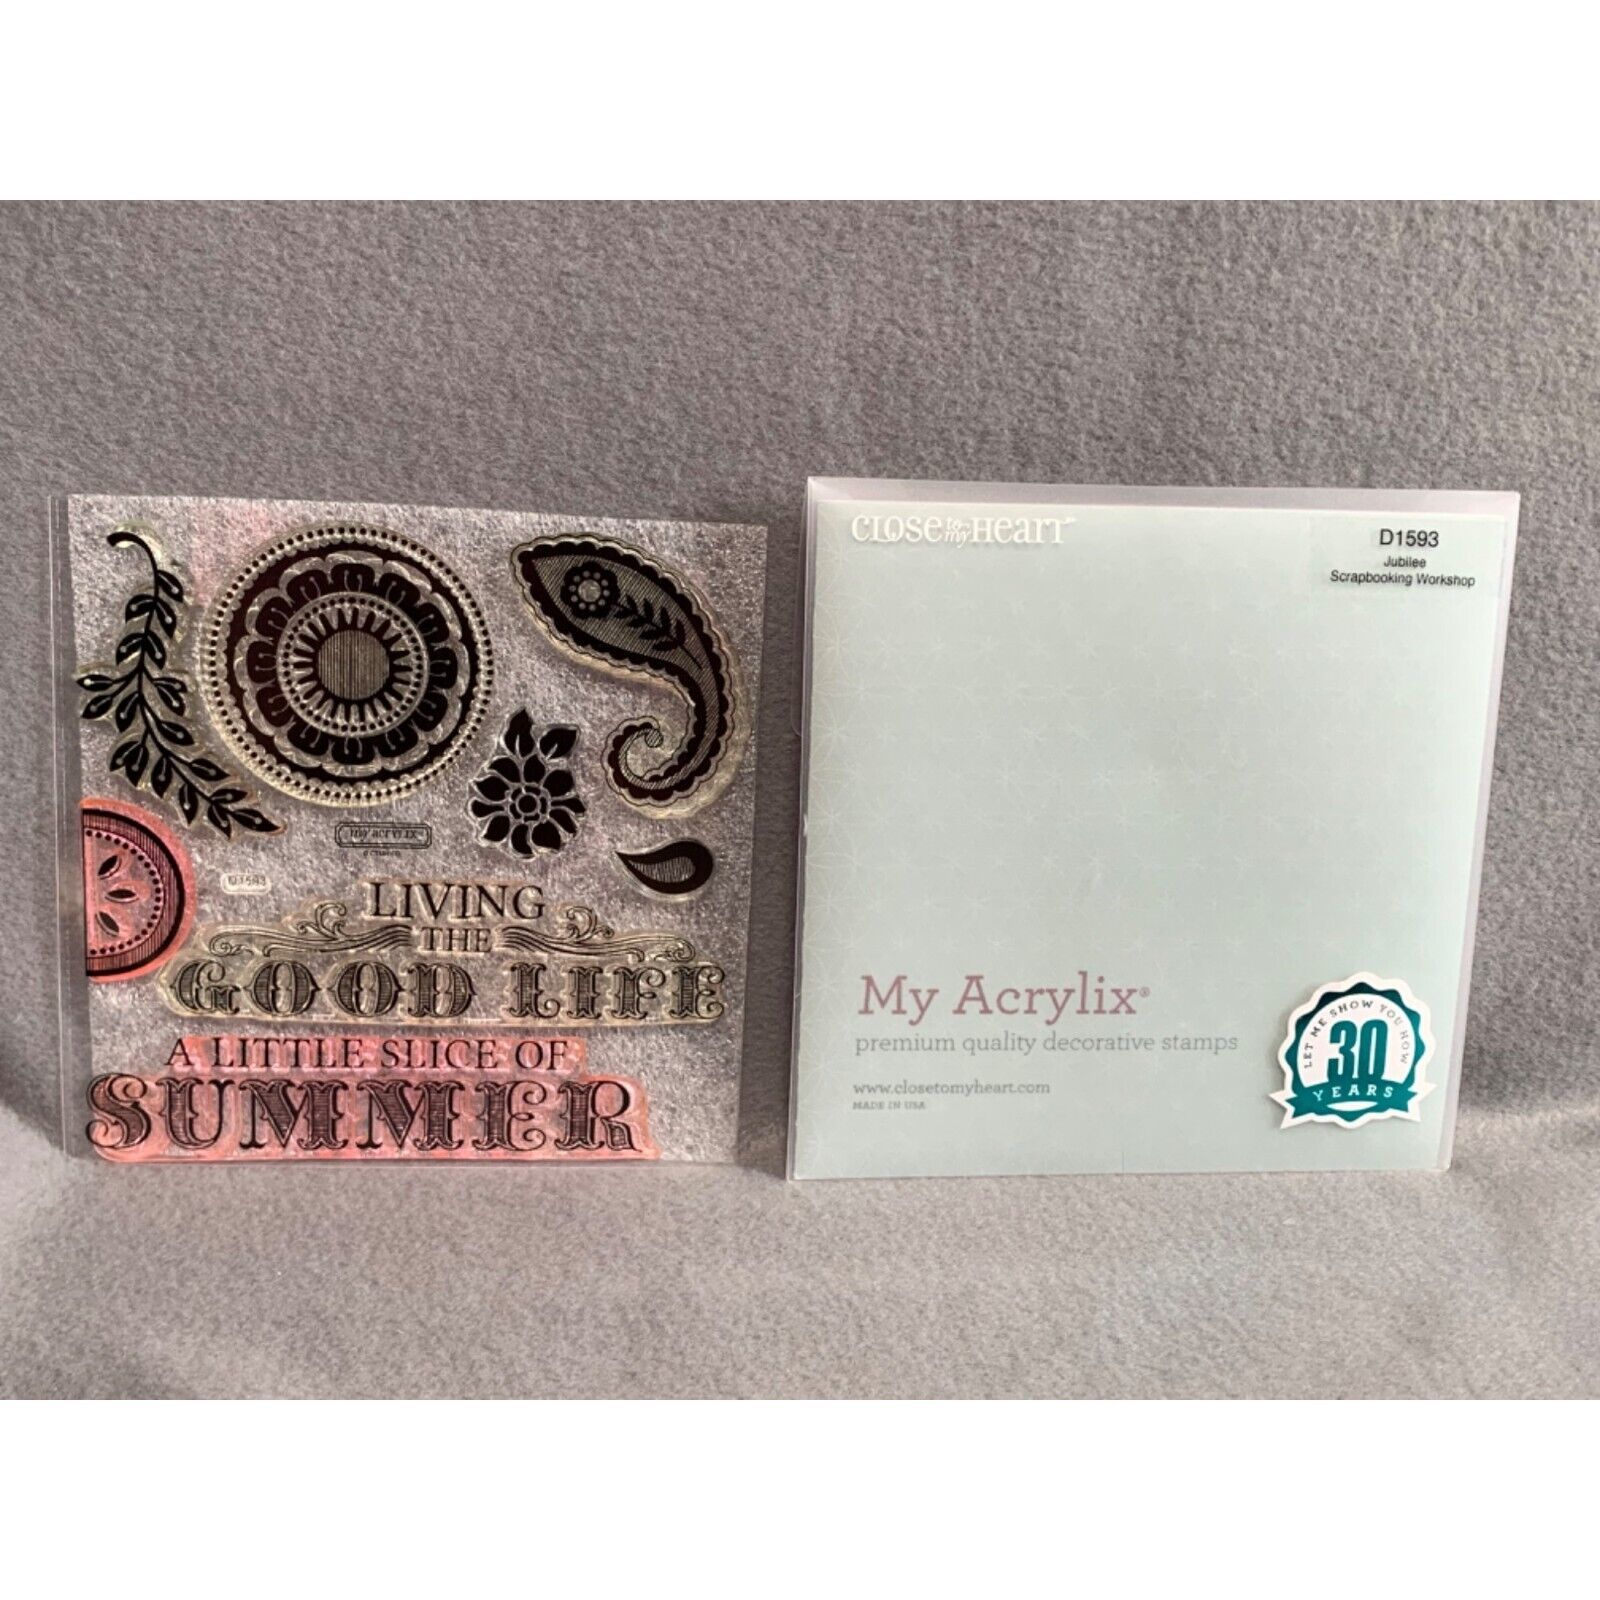 my acrylix
D1593
LIVING
THE
GOOD LIFE
A LITTLE SLICE OF
SUMMER
CLOSE to my HEART™
D1593
Jubilee
Scrapbooking Workshop
My Acrylix®
premium quality decorative stamps
www.closetomyheart.com
MADE IN USA
LET ME SHOW YOU HOW
30
YEARS